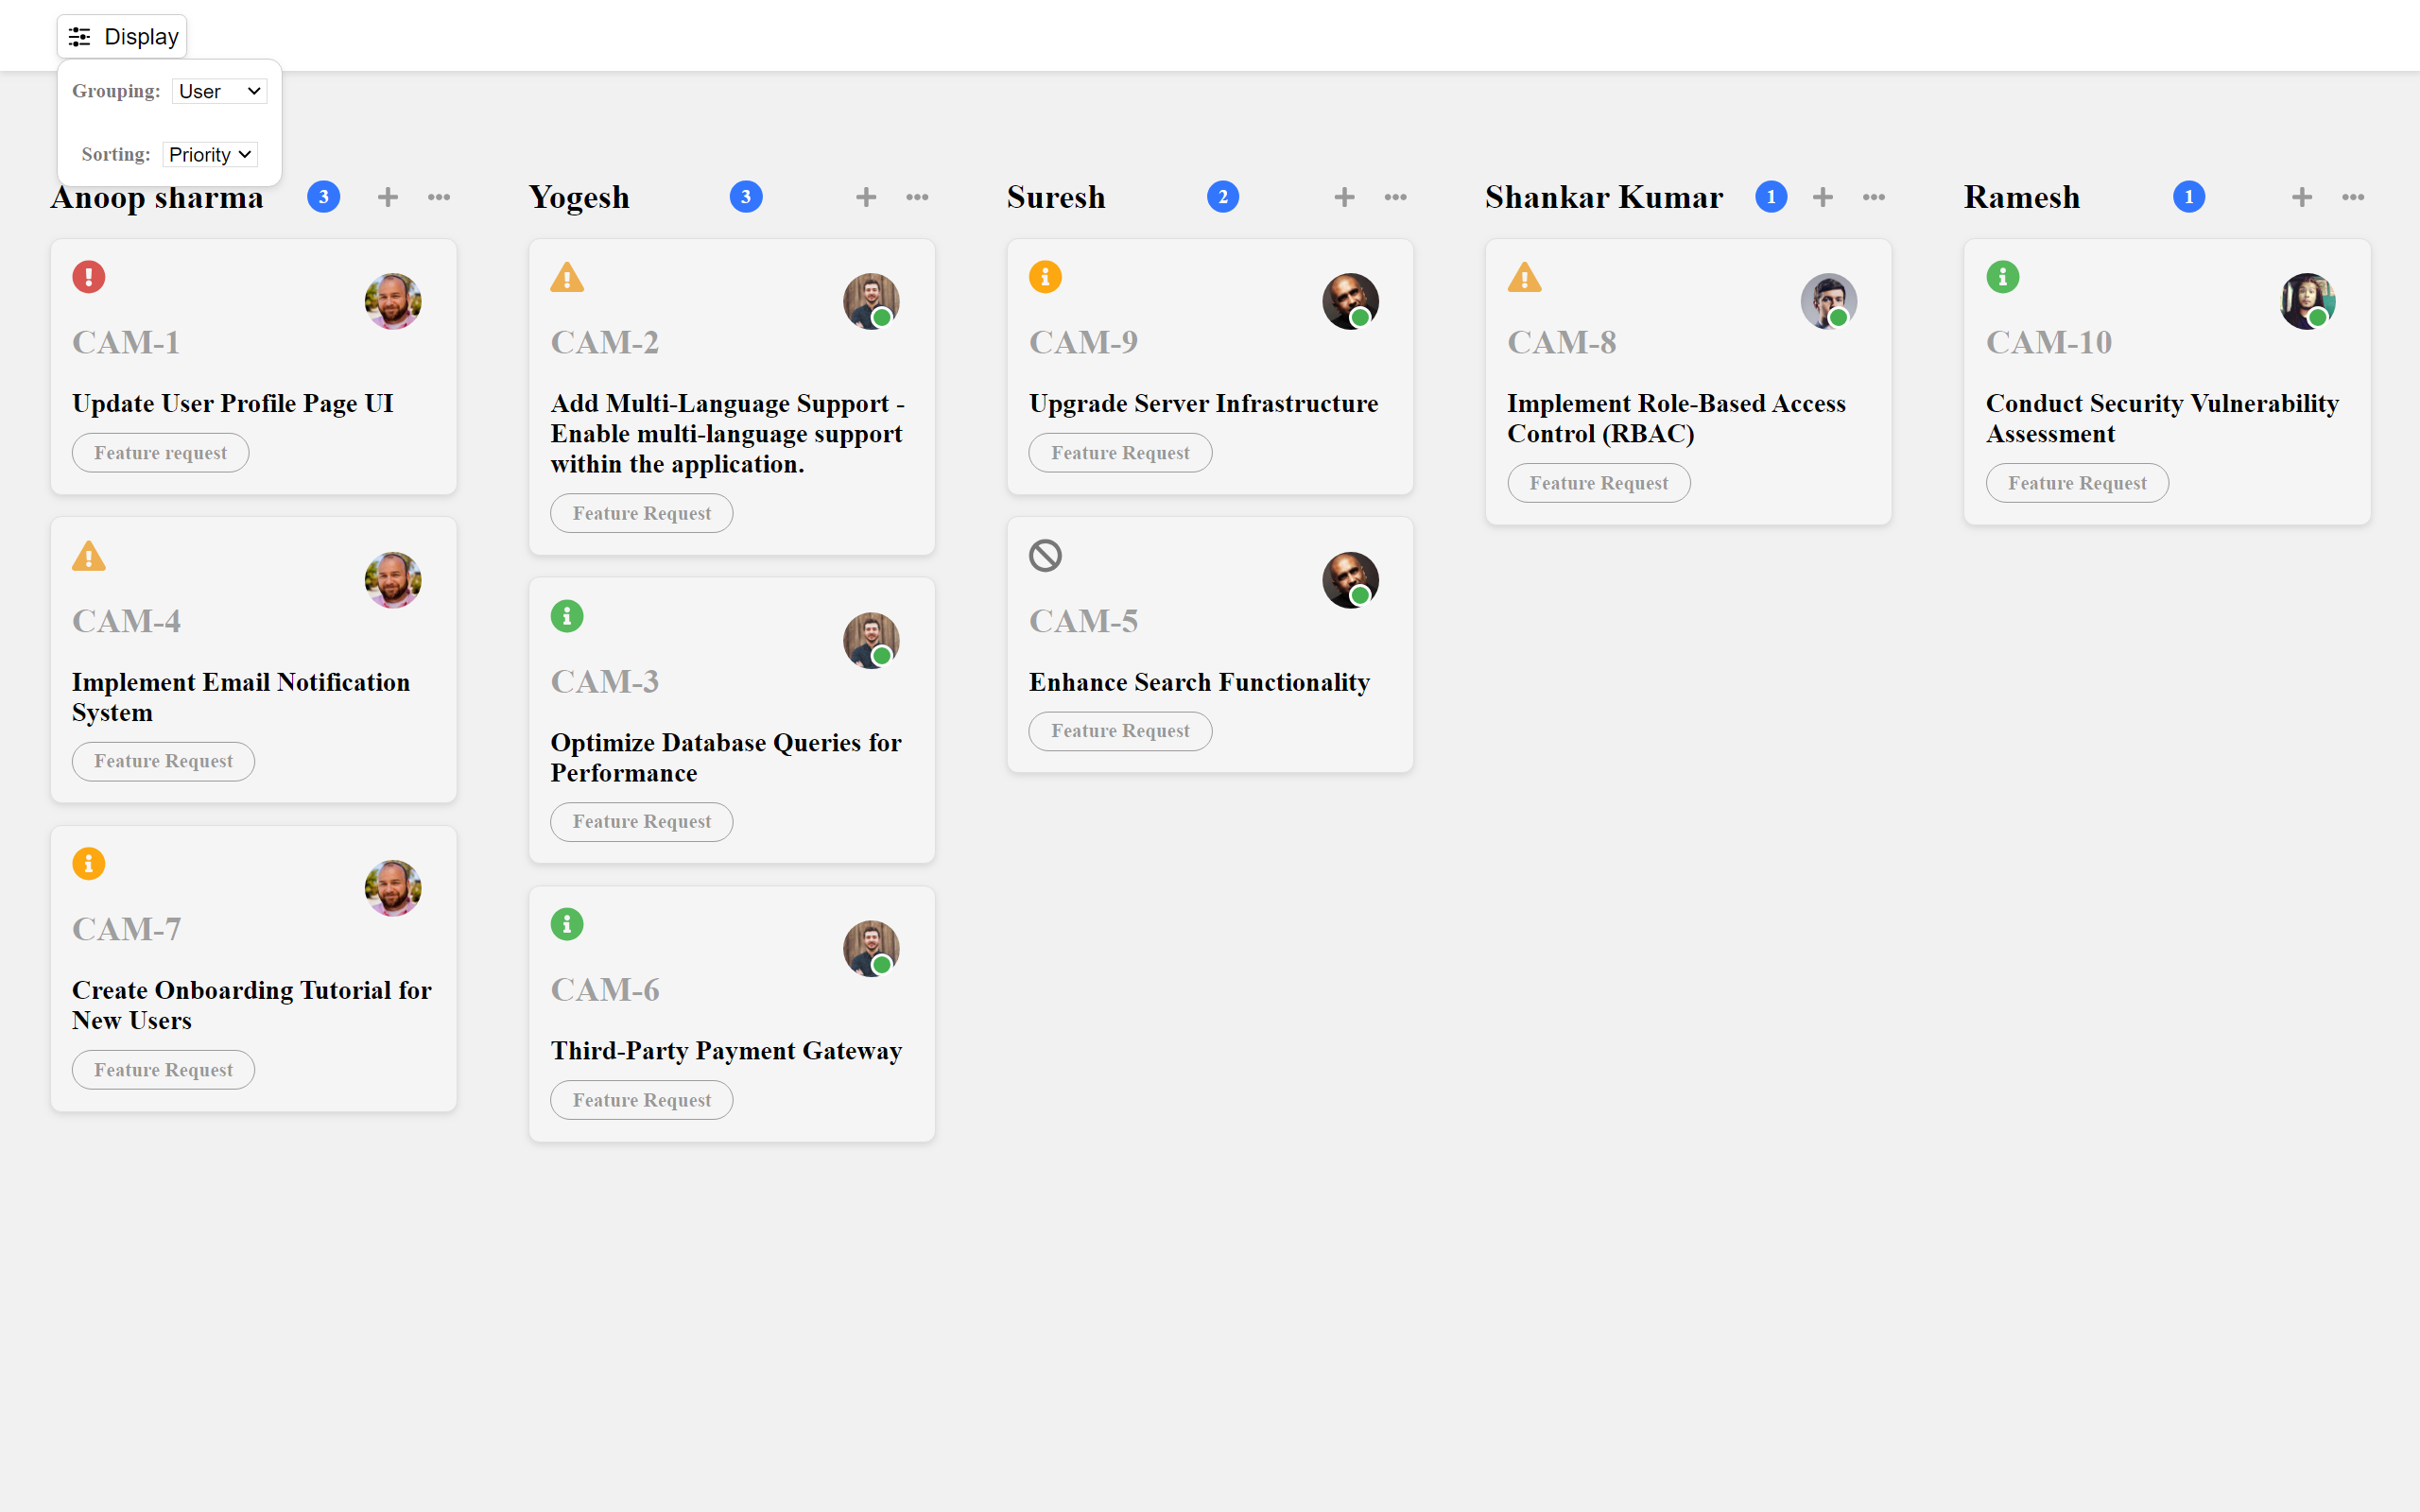 Display
Grouping: User
Sorting: Priority
Anoop sharma 3
CAM-1
Update User Profile Page UI
Feature request
CAM-4
Implement Email Notification
System
Feature Request
CAM-7
Create Onboarding Tutorial for
New Users
Feature Request
Yogesh 3
CAM-2
Add Multi-Language Support -
Enable multi-language support
within the application.
Feature Request
CAM-3
Optimize Database Queries for
Performance
Feature Request
CAM-6
Third-Party Payment Gateway
Feature Request
Suresh 2
CAM-9
Upgrade Server Infrastructure
Feature Request
CAM-5
Enhance Search Functionality
Feature Request
Shankar Kumar 1
CAM-8
Implement Role-Based Access
Control (RBAC)
Feature Request
Ramesh 1
CAM-10
Conduct Security Vulnerability
Assessment
Feature Request